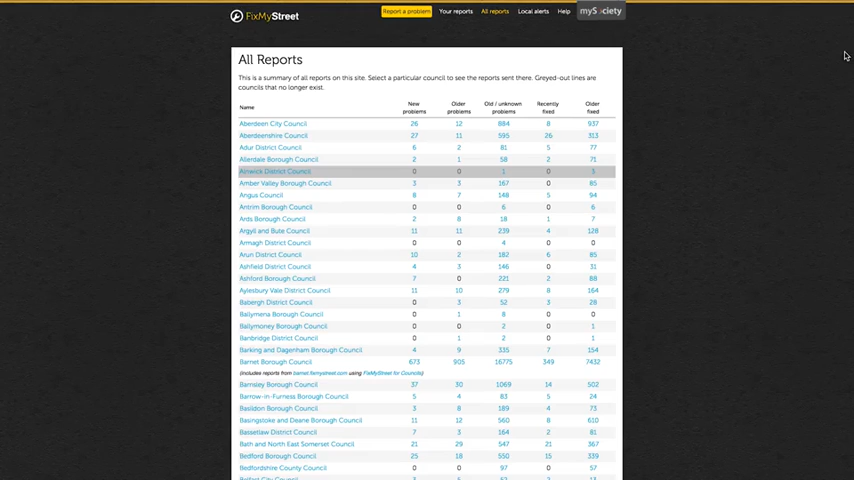 FixMyStreet Report a problem Your reports All reports Local alerts Help mySociety
All Reports
This is a summary of all reports on this site. Select a particular council to see the reports sent there. Greyed-out lines are
councils that no longer exist.
Name New problems Older problems Old / unknown problems Recently fixed Older fixed
Aberdeen City Council 26 12 884 8 937
Aberdeenshire Council 27 11 595 26 313
Adur District Council 6 2 81 5 77
Allerdale Borough Council 2 1 58 2 71
Alnwick District Council 0 0 1 0 3
Amber Valley Borough Council 3 3 167 0 85
Angus Council 8 7 148 5 94
Antrim Borough Council 0 0 6 0 6
Ards Borough Council 2 8 18 1 7
Argyll and Bute Council 11 11 239 4 128
Armagh District Council 0 0 4 0 0
Arun District Council 10 2 182 6 85
Ashfield District Council 4 3 146 0 31
Ashford Borough Council 7 0 221 2 88
Aylesbury Vale District Council 11 10 279 8 164
Babergh District Council 0 3 52 3 28
Ballymena Borough Council 0 1 8 0 0
Ballymoney Borough Council 0 0 2 0 1
Banbridge District Council 0 1 2 0 1
Barking and Dagenham Borough Council 4 9 335 7 154
Barnet Borough Council 673 905 16775 349 7432
(includes reports from barnet.fixmystreet.com using FixMyStreet for Councils)
Barnsley Borough Council 37 30 1069 14 502
Barrow-in-Furness Borough Council 5 4 83 5 24
Basildon Borough Council 3 8 189 4 73
Basingstoke and Deane Borough Council 11 12 560 8 610
Bassetlaw District Council 7 3 164 2 81
Bath and North East Somerset Council 21 29 547 21 367
Bedford Borough Council 25 18 550 15 339
Bedfordshire County Council 0 0 97 0 57
Belfast City Council